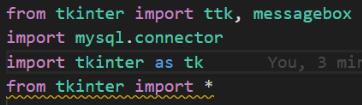 from tkinter import ttk, messagebox
import mysql.connector
import tkinter as tk You, 3 min
from tkinter import *